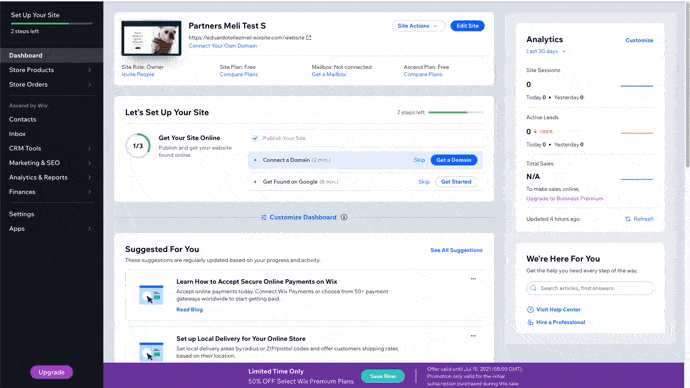 Set Up Your Site
2 steps left
Dashboard
Store Products
Store Orders
Ascend by Wix
Contacts
Inbox
CRM Tools
Marketing & SEO
Analytics & Reports
Finances
Settings
Apps
Upgrade
Partners Meli Test S
https://eduardotellezmeli.wixsite.com/website
Connect Your Own Domain
Site Actions
Edit Site
Site Role: Owner
Invite People
Site Plan: Free
Compare Plans
Mailbox: Not connected
Get a Mailbox
Ascend Plan: Free
Compare Plans
Let's Set Up Your Site
2 steps left
1/3
Get Your Site Online
Publish and get your website
found online.
Publish Your Site
Connect a Domain (2 min.)
Skip
Get a Domain
Get Found on Google (8 min.)
Skip
Get Started
Customize Dashboard
Suggested For You
These suggestions are regularly updated based on your progress and activity.
See All Suggestions
Learn How to Accept Secure Online Payments on Wix
Accept online payments today. Connect Wix Payments or choose from 50+ payment
gateways worldwide to start getting paid.
Read Blog
Set up Local Delivery for Your Online Store
Set local delivery areas by radius or ZIP/postal codes and offer customers shipping rates
based on their location.
Analytics
Customize
Last 30 days
Site Sessions
0
Today 0 • Yesterday 0
Active Leads
0
Today 0 • Yesterday 0
Total Sales
N/A
To make sales online,
Upgrade to Business Premium
Updated 4 hours ago
Refresh
We're Here For You
Get the help you need every step of the way.
Search articles, find answers.
Visit Help Center
Hire a Professional
Limited Time Only
50% OFF Select Wix Premium Plans
Save Now
Promotion only valid for the initial
subscription purchased during this sale.